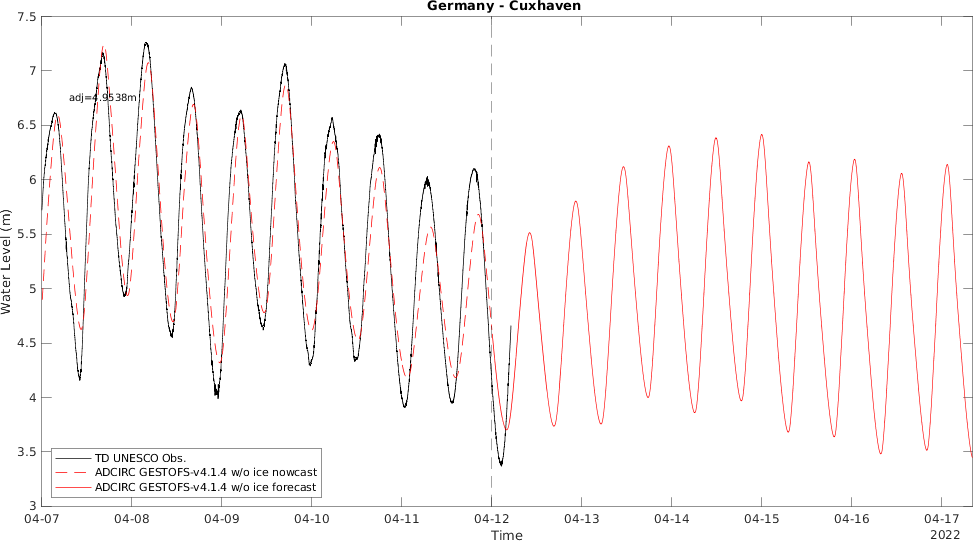 Germany - Cuxhaven
7.5
7
6.5
6
5.5
5
4.5
4
3.5
3
Water Level (m)
adj=4.9538m
TD UNESCO Obs.
ADCIRC GESTOFS-v4.1.4 w/o ice nowcast
ADCIRC GESTOFS-v4.1.4 w/o ice forecast
04-07 04-08 04-09 04-10 04-11 04-12 04-13 04-14 04-15 04-16 04-17
Time
2022